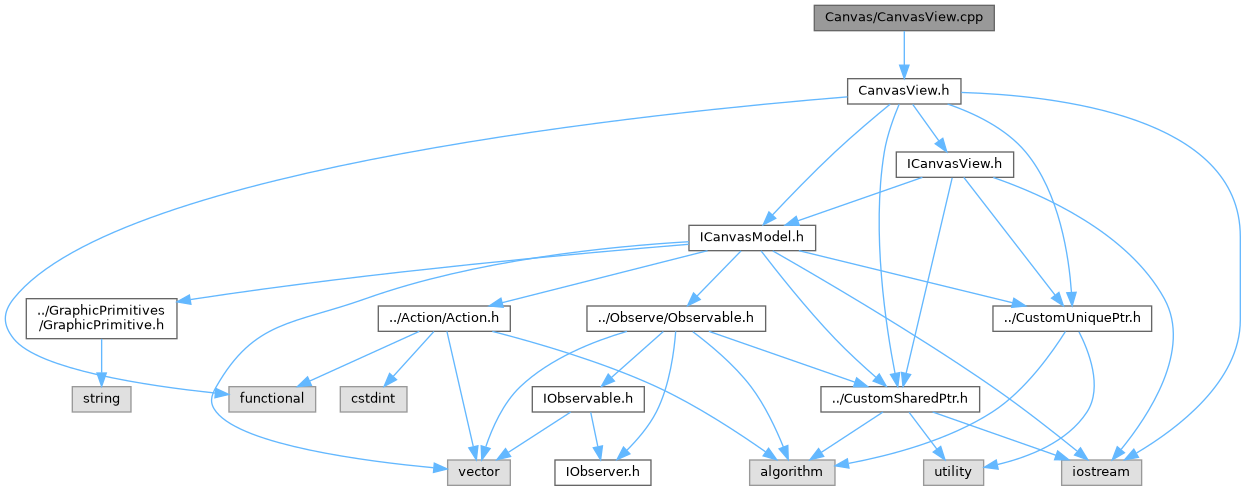 Canvas/CanvasView.cpp
CanvasView.h
ICanvasView.h
ICanvasModel.h
../GraphicPrimitives
/GraphicPrimitive.h
../Action/Action.h
../Observe/Observable.h
../CustomUniquePtr.h
string
functional
cstdint
IObservable.h
../CustomSharedPtr.h
vector
IObserver.h
algorithm
utility
iostream